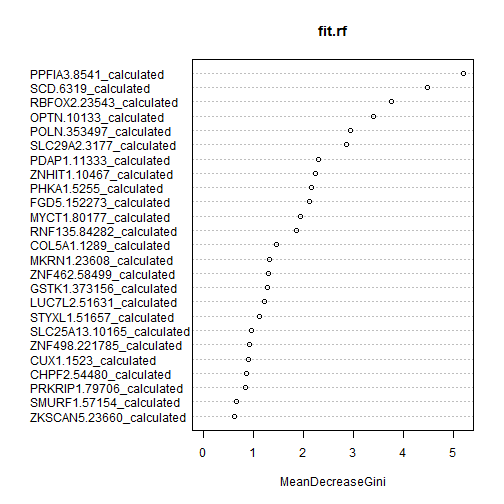 fit.rf
PPFIA3.8541_calculated
SCD.6319_calculated
RBFOX2.23543_calculated
OPTN.10133_calculated
POLN.353497_calculated
SLC29A2.3177_calculated
PDAP1.11333_calculated
ZNHIT1.10467_calculated
PHKA1.5255_calculated
FGD5.152273_calculated
MYCT1.80177_calculated
RNF135.84282_calculated
COL5A1.1289_calculated
MKRN1.23608_calculated
ZNF462.58499_calculated
GSTK1.373156_calculated
LUC7L2.51631_calculated
STYXL1.51657_calculated
SLC25A13.10165_calculated
ZNF498.221785_calculated
CUX1.1523_calculated
CHPF2.54480_calculated
PRKRIP1.79706_calculated
SMURF1.57154_calculated
ZKSCAN5.23660_calculated
0 1 2 3 4 5
MeanDecreaseGini